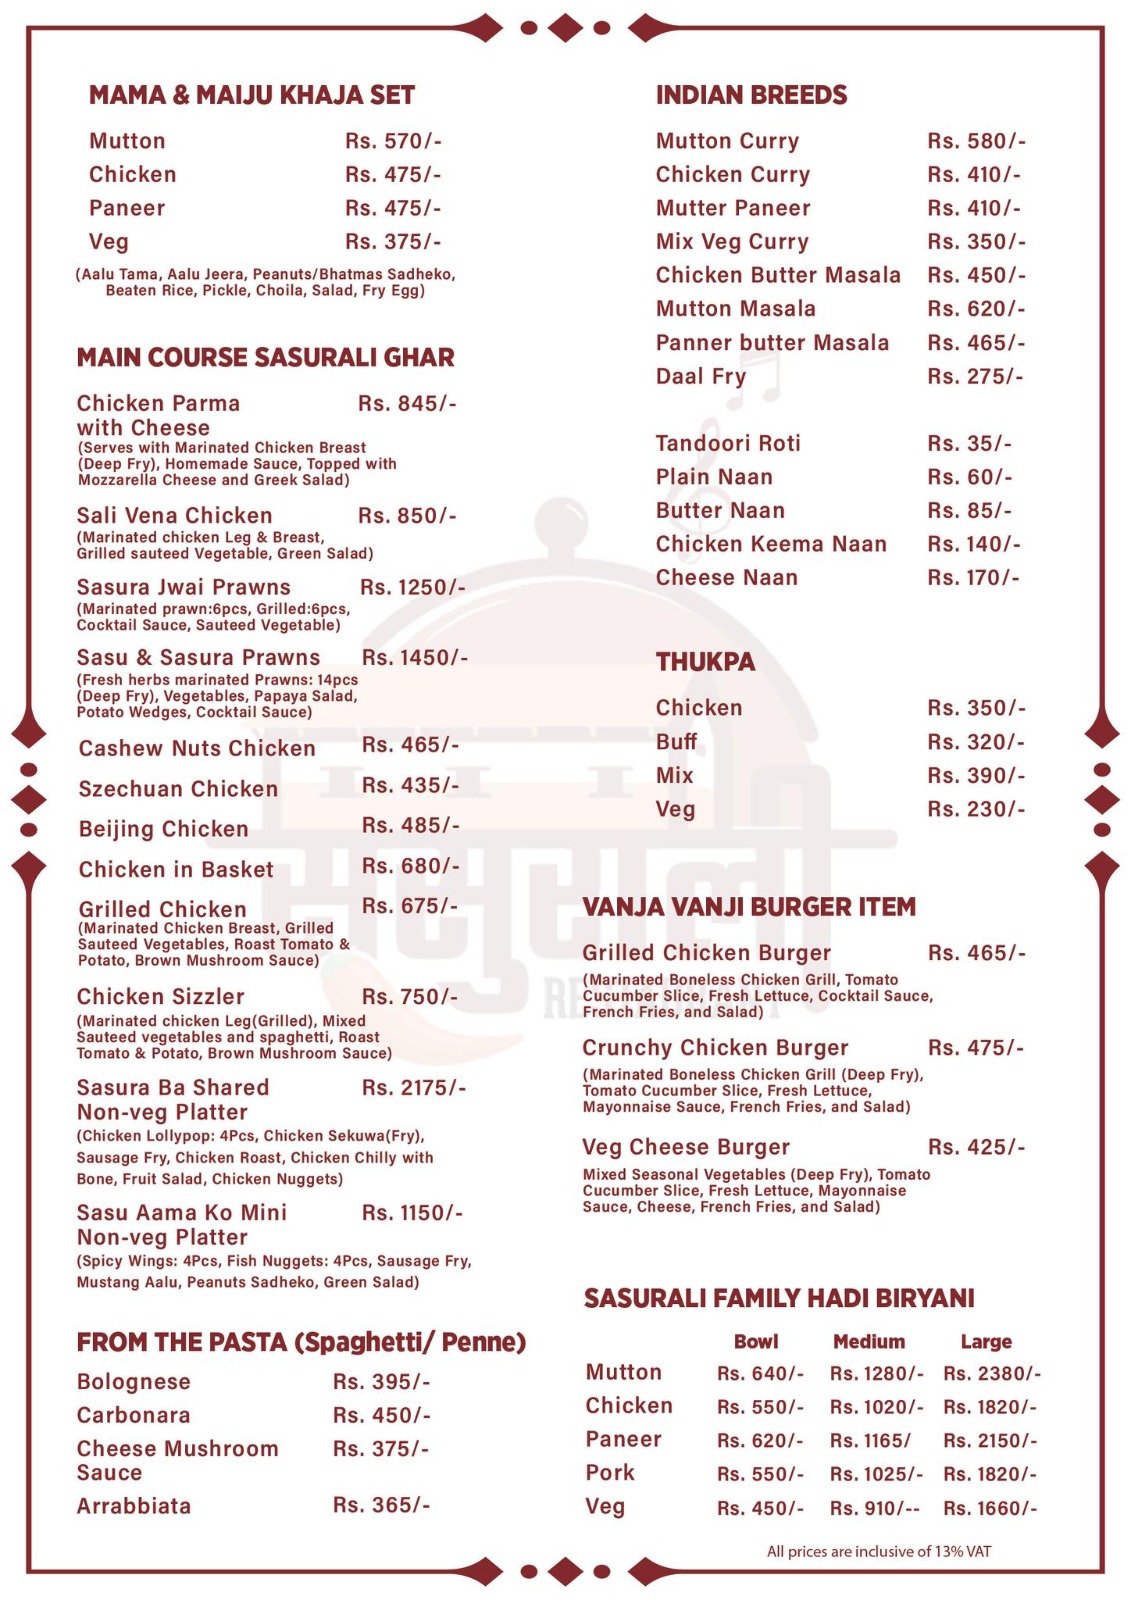 MAMA & MAIJU KHAJA SET
Mutton Rs. 570/-
Chicken Rs. 475/-
Paneer Rs. 475/-
Veg Rs. 375/-
(Aalu Tama, Aalu Jeera, Peanuts/Bhatmas Sadheko,
Beaten Rice, Pickle, Choila, Salad, Fry Egg)
MAIN COURSE SASURALI GHAR
Chicken Parma Rs. 845/-
with Cheese
(Serves with Marinated Chicken Breast
(Deep Fry), Homemade Sauce, Topped with
Mozzarella Cheese and Greek Salad)
Sali Vena Chicken Rs. 850/-
(Marinated chicken Leg & Breast,
Grilled sauteed Vegetable, Green Salad)
Sasura Jwai Prawns Rs. 1250/-
(Marinated prawn:6pcs, Grilled:6pcs,
Cocktail Sauce, Sauteed Vegetable)
Sasu & Sasura Prawns Rs. 1450/-
(Fresh herbs marinated Prawns: 14pcs
(Deep Fry), Vegetables, Papaya Salad,
Potato Wedges, Cocktail Sauce)
Cashew Nuts Chicken Rs. 465/-
Szechuan Chicken Rs. 435/-
Beijing Chicken Rs. 485/-
Chicken in Basket Rs. 680/-
Grilled Chicken Rs. 675/-
(Marinated Chicken Breast, Grilled
Sauteed Vegetables, Roast Tomato &
Potato, Brown Mushroom Sauce)
Chicken Sizzler Rs. 750/-
(Marinated chicken Leg(Grilled), Mixed
Sauteed vegetables and spaghetti, Roast
Tomato & Potato, Brown Mushroom Sauce)
Sasura Ba Shared Rs. 2175/-
Non-veg Platter
(Chicken Lollypop: 4Pcs, Chicken Sekuwa(Fry),
Sausage Fry, Chicken Roast, Chicken Chilly with
Bone, Fruit Salad, Chicken Nuggets)
Sasu Aama Ko Mini Rs. 1150/-
Non-veg Platter
(Spicy Wings: 4Pcs, Fish Nuggets: 4Pcs, Sausage Fry,
Mustang Aalu, Peanuts Sadheko, Green Salad)
FROM THE PASTA (Spaghetti/ Penne)
Bolognese Rs. 395/-
Carbonara Rs. 450/-
Cheese Mushroom Rs. 375/-
Sauce
Arrabbiata Rs. 365/-
INDIAN BREEDS
Mutton Curry Rs. 580/-
Chicken Curry Rs. 410/-
Mutter Paneer Rs. 410/-
Mix Veg Curry Rs. 350/-
Chicken Butter Masala Rs. 450/-
Mutton Masala Rs. 620/-
Panner butter Masala Rs. 465/-
Daal Fry Rs. 275/-
Tandoori Roti Rs. 35/-
Plain Naan Rs. 60/-
Butter Naan Rs. 85/-
Chicken Keema Naan Rs. 140/-
Cheese Naan Rs. 170/-
THUKPA
Chicken Rs. 350/-
Buff Rs. 320/-
Mix Rs. 390/-
Veg Rs. 230/-
ससुराली
VANJA VANJI BURGER ITEM
Grilled Chicken Burger Rs. 465/-
(Marinated Boneless Chicken Grill, Tomato
Cucumber Slice, Fresh Lettuce, Cocktail Sauce,
French Fries, and Salad)
Crunchy Chicken Burger Rs. 475/-
(Marinated Boneless Chicken Grill (Deep Fry),
Tomato Cucumber Slice, Fresh Lettuce,
Mayonnaise Sauce, French Fries, and Salad)
Veg Cheese Burger Rs. 425/-
Mixed Seasonal Vegetables (Deep Fry), Tomato
Cucumber Slice, Fresh Lettuce, Mayonnaise
Sauce, Cheese, French Fries, and Salad)
SASURALI FAMILY HADI BIRYANI
Bowl Medium Large
Mutton Rs. 640/- Rs. 1280/- Rs. 2380/-
Chicken Rs. 550/- Rs. 1020/- Rs. 1820/-
Paneer Rs. 620/- Rs. 1165/ Rs. 2150/-
Pork Rs. 550/- Rs. 1025/- Rs. 1820/-
Veg Rs. 450/- Rs. 910/-- Rs. 1660/-
All prices are inclusive of 13% VAT